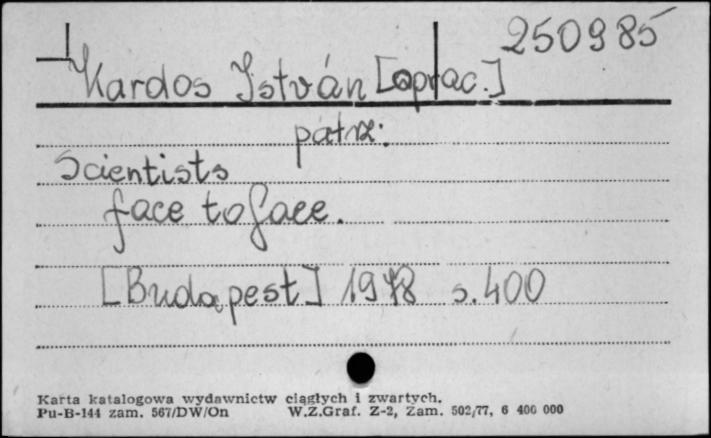 250985
Kardos István [oprac.]
patrz:
Scientists
face to face.
[Budapest] 1978 s. 400
Karta katalogowa wydawnictw ciągłych i zwartych.
Pu-B-144 zam. 567/DW/On W.Z.Graf. Z-2, Zam. 502/77, 6 400 000